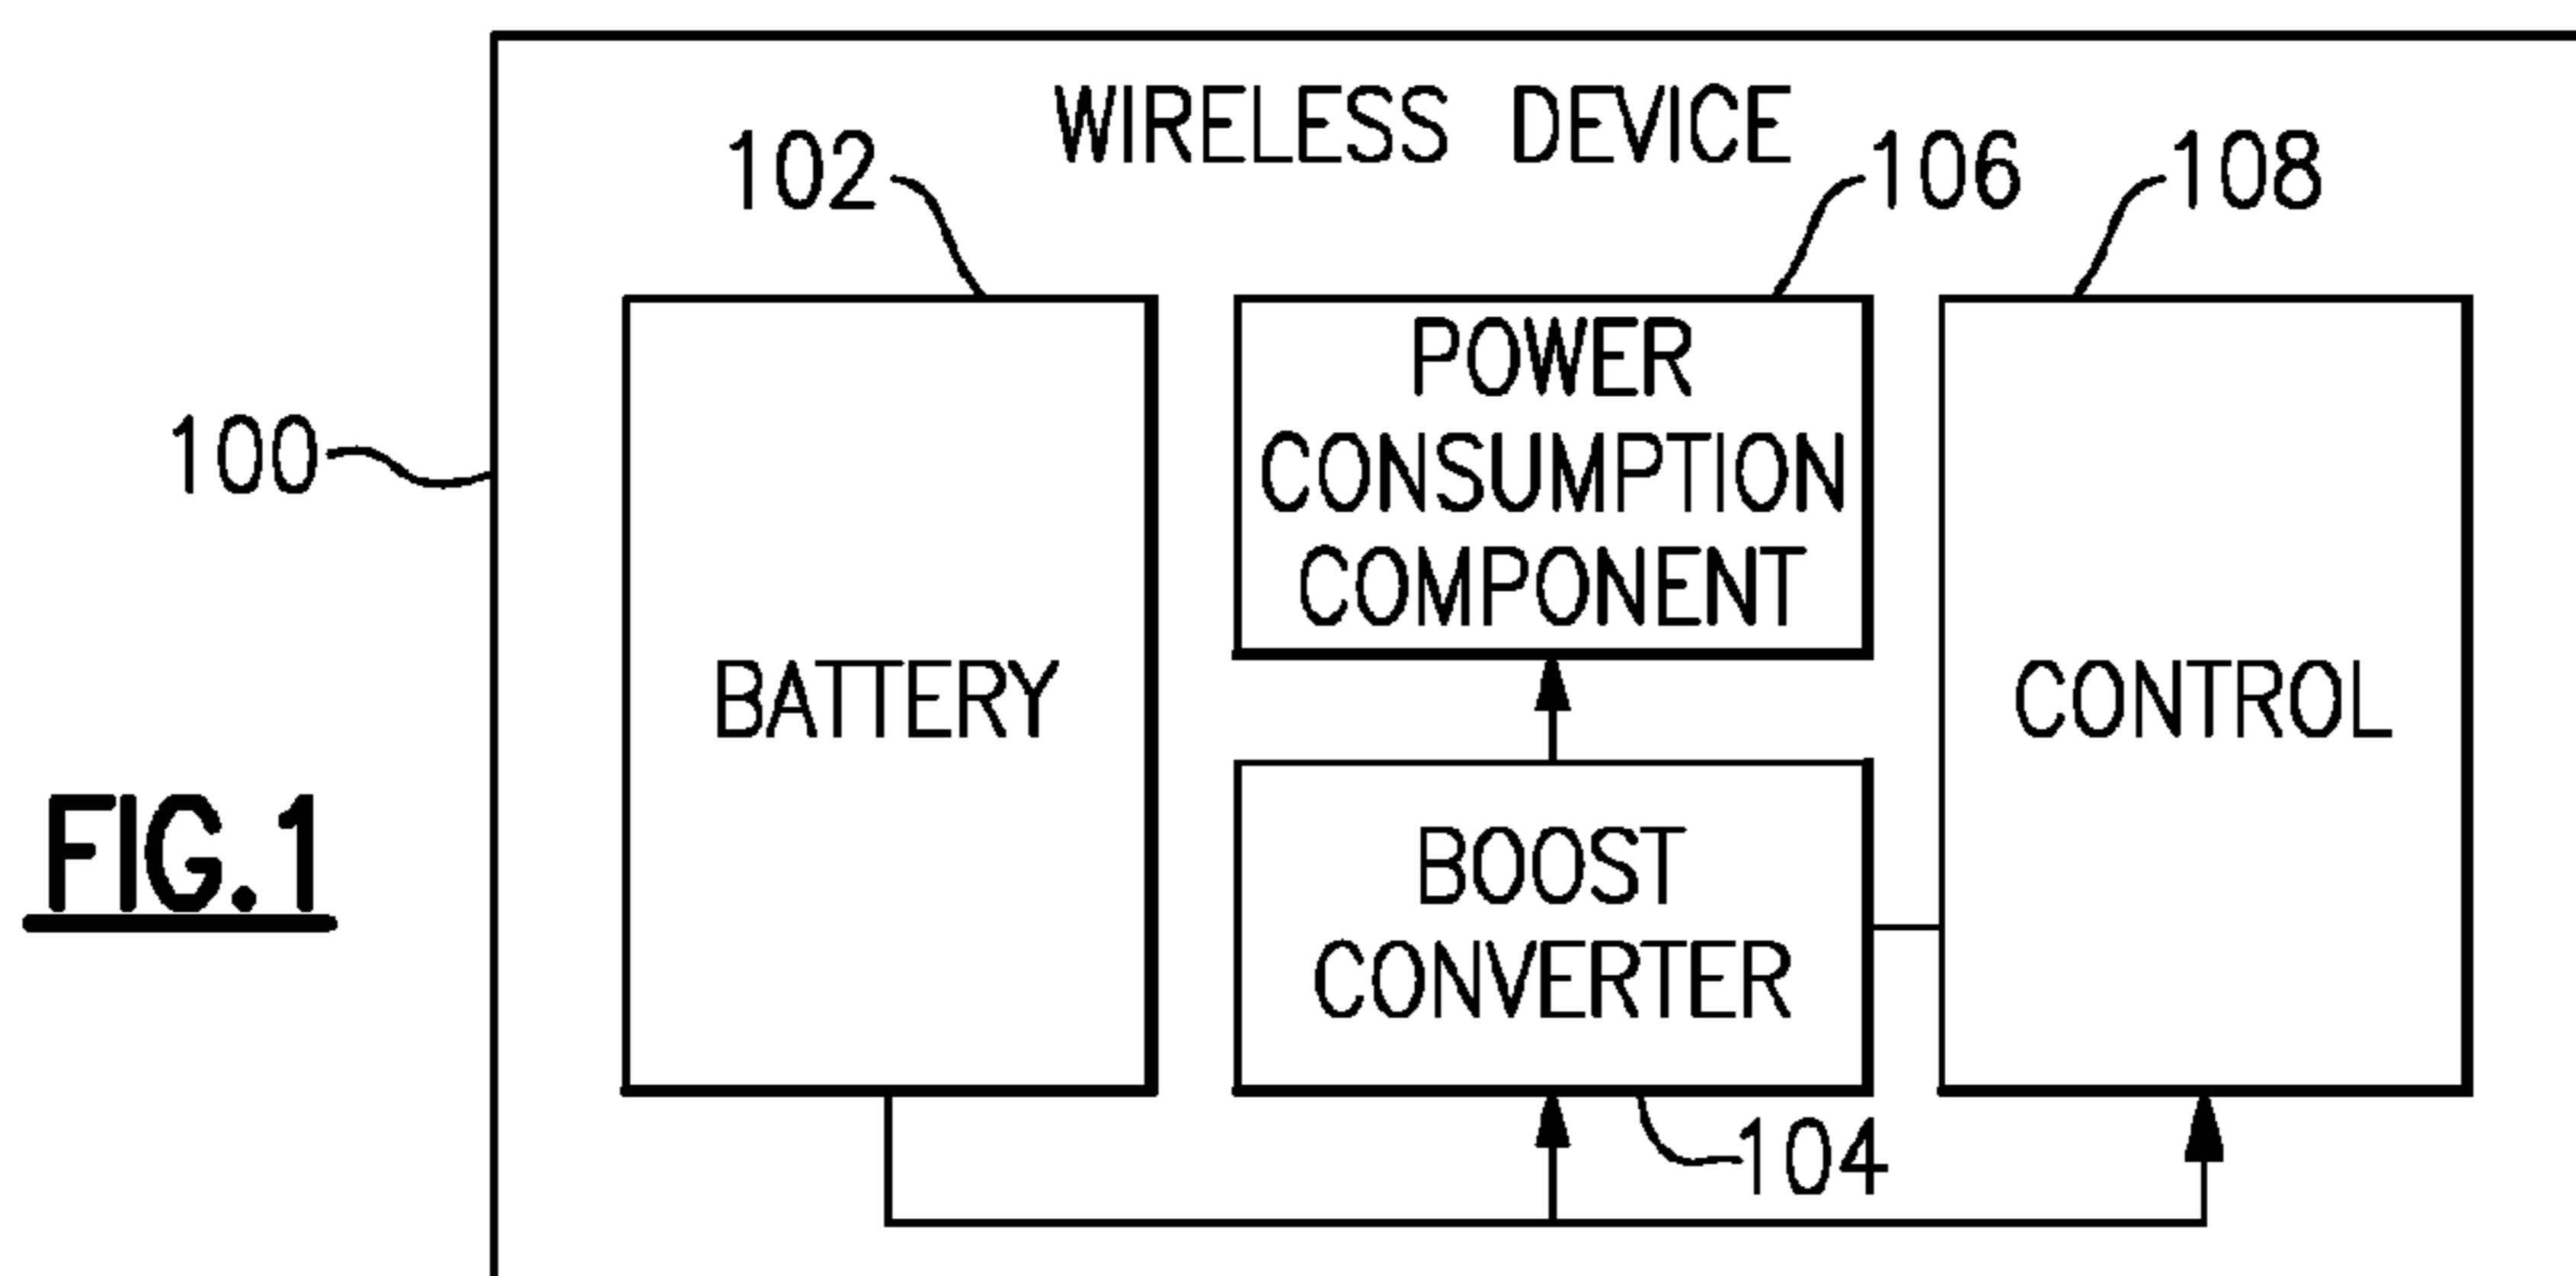 WIRELESS DEVICE
102
106
108
100
POWER
CONSUMPTION
COMPONENT
BATTERY
CONTROL
BOOST
CONVERTER
FIG.1
104